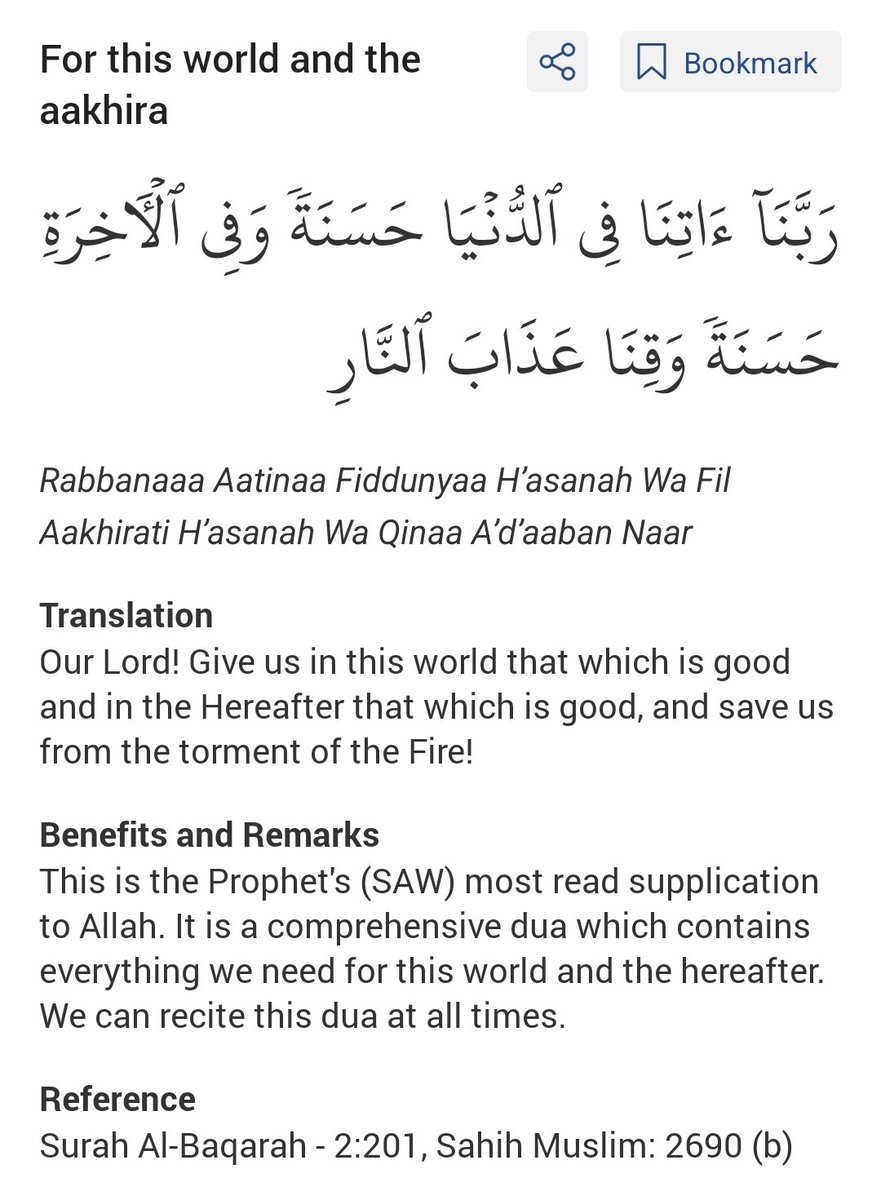 For this world and the
aakhira
Bookmark
رَبَّنَآ ءَاتِنَا فِى ٱلدُّنْيَا حَسَنَةً وَفِى ٱلْـَٔاخِرَةِ
حَسَنَةً وَقِنَا عَذَابَ ٱلنَّارِ
Rabbanaaa Aatinaa Fiddunyaa H’asanah Wa Fil
Aakhirati H’asanah Wa Qinaa A’d’aaban Naar
Translation
Our Lord! Give us in this world that which is good
and in the Hereafter that which is good, and save us
from the torment of the Fire!
Benefits and Remarks
This is the Prophet's (SAW) most read supplication
to Allah. It is a comprehensive dua which contains
everything we need for this world and the hereafter.
We can recite this dua at all times.
Reference
Surah Al-Baqarah - 2:201, Sahih Muslim: 2690 (b)